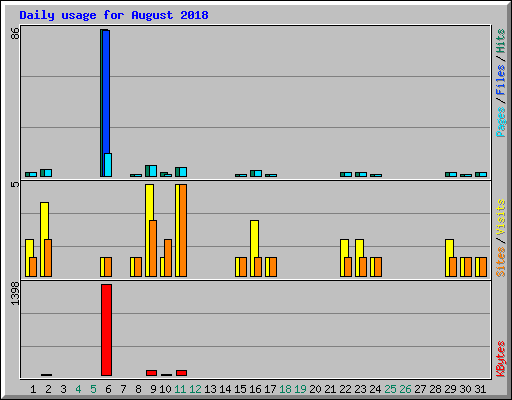 Daily usage for August 2018
86
Pages / Files / Hits
5
Sites / Visits
1398
KBytes
1 2 3 4 5 6 7 8 9 10 11 12 13 14 15 16 17 18 19 20 21 22 23 24 25 26 27 28 29 30 31